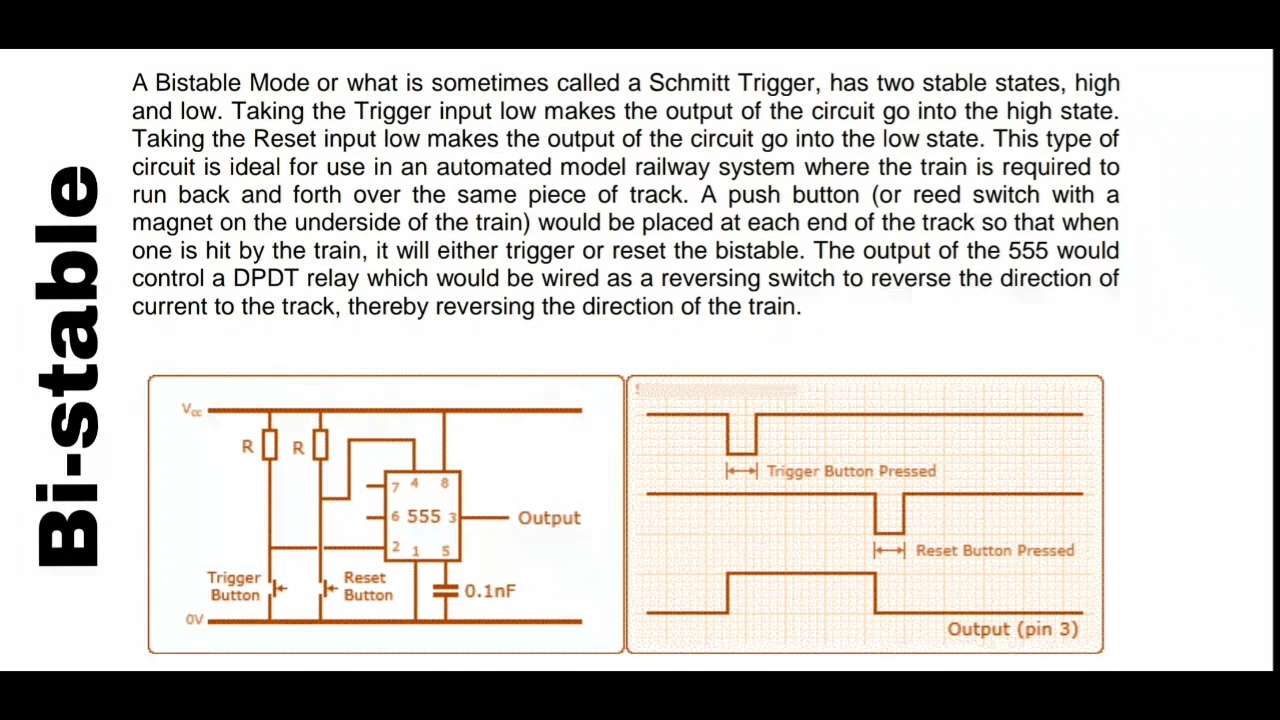 Bi-stable
A Bistable Mode or what is sometimes called a Schmitt Trigger, has two stable states, high
and low. Taking the Trigger input low makes the output of the circuit go into the high state.
Taking the Reset input low makes the output of the circuit go into the low state. This type of
circuit is ideal for use in an automated model railway system where the train is required to
run back and forth over the same piece of track. A push button (or reed switch with a
magnet on the underside of the train) would be placed at each end of the track so that when
one is hit by the train, it will either trigger or reset the bistable. The output of the 555 would
control a DPDT relay which would be wired as a reversing switch to reverse the direction of
current to the track, thereby reversing the direction of the train.
Vcc
R R
7 4 8
6 555 3 Output
2 1 5
Trigger
Button
Reset
Button
0.1nF
0V
Trigger Button Pressed
Reset Button Pressed
Output (pin 3)